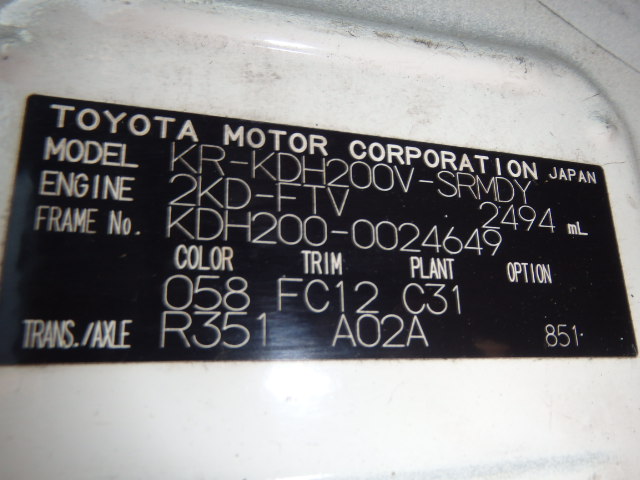 TOYOTA MOTOR CORPORATION JAPAN
MODEL KR-KDH200V-SRMDY
ENGINE 2KD-FTV 2494 mL
FRAME No. KDH200-0024649
COLOR TRIM PLANT OPTION
058 FC12 C31
TRANS./AXLE R351 A02A 851